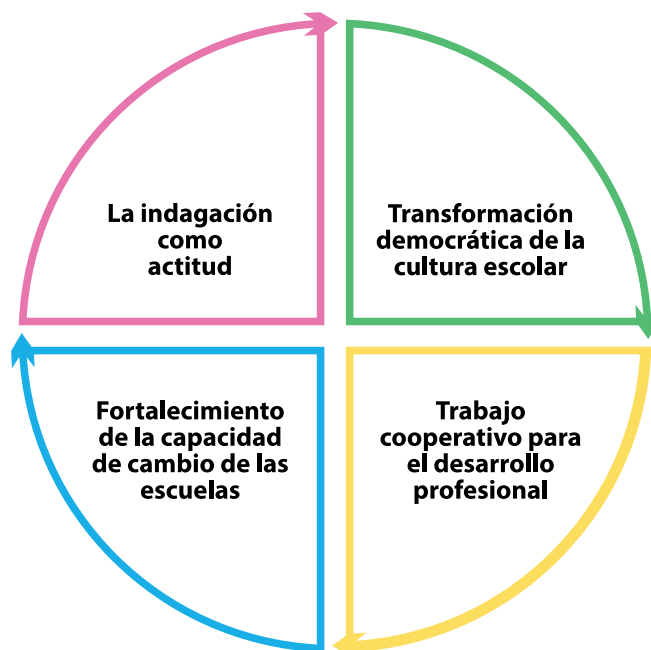 La indagación
como
actitud
Transformación
democrática de la
cultura escolar
Fortalecimiento
de la capacidad
de cambio de las
escuelas
Trabajo
cooperativo para
el desarrollo
profesional